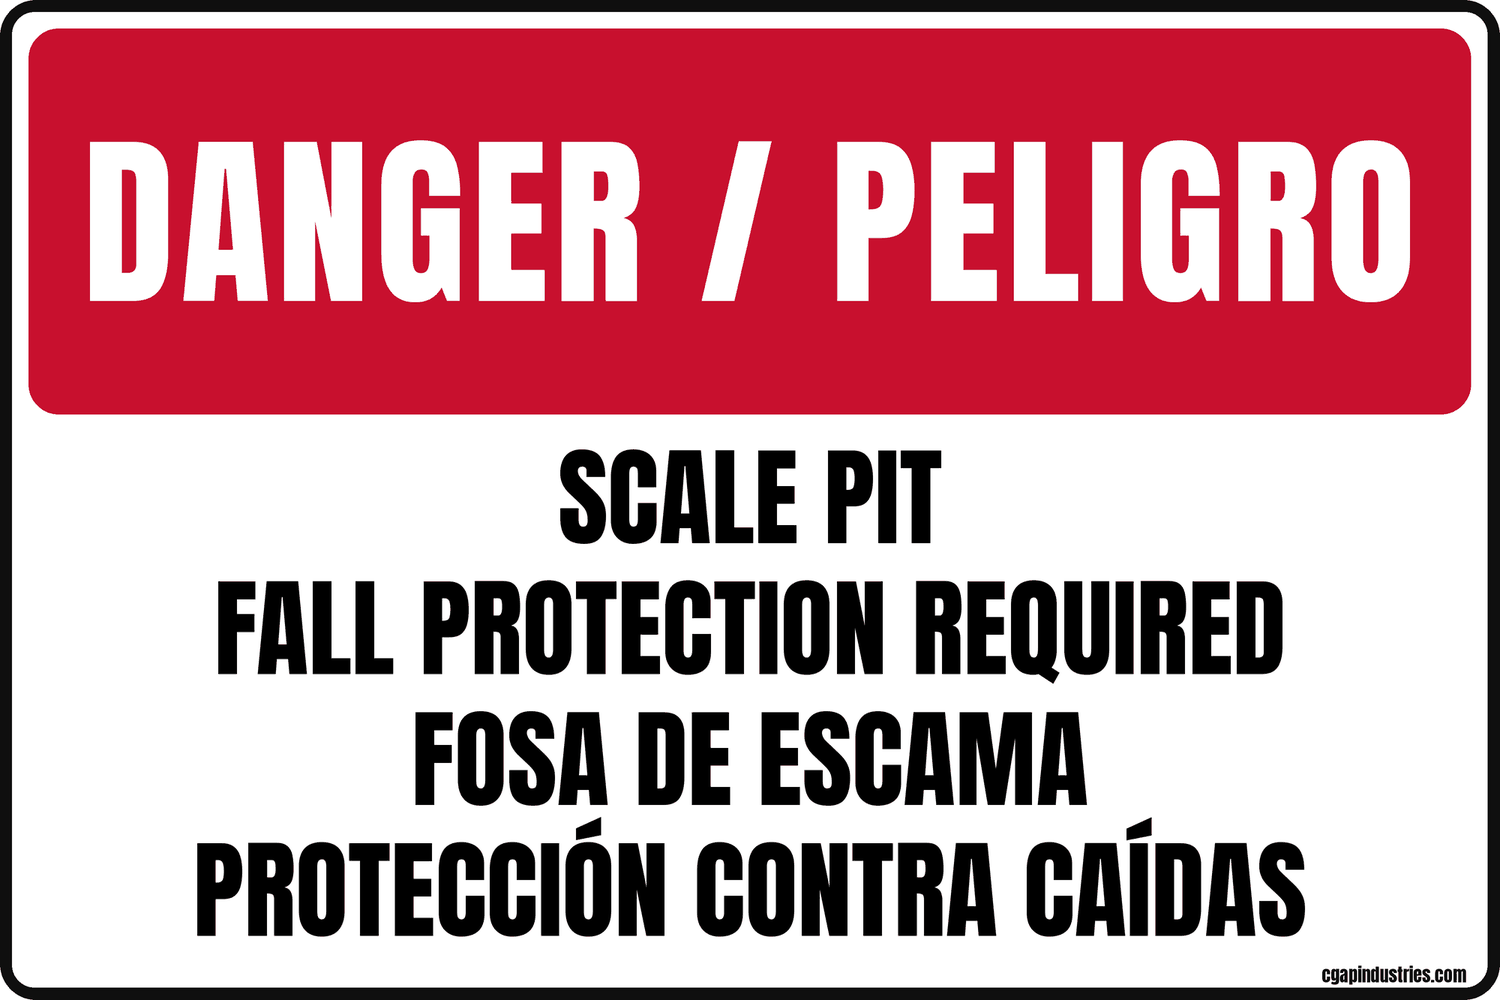 DANGER / PELIGRO
SCALE PIT
FALL PROTECTION REQUIRED
FOSA DE ESCAMA
PROTECCIÓN CONTRA CAÍDAS
cgapindustries.com